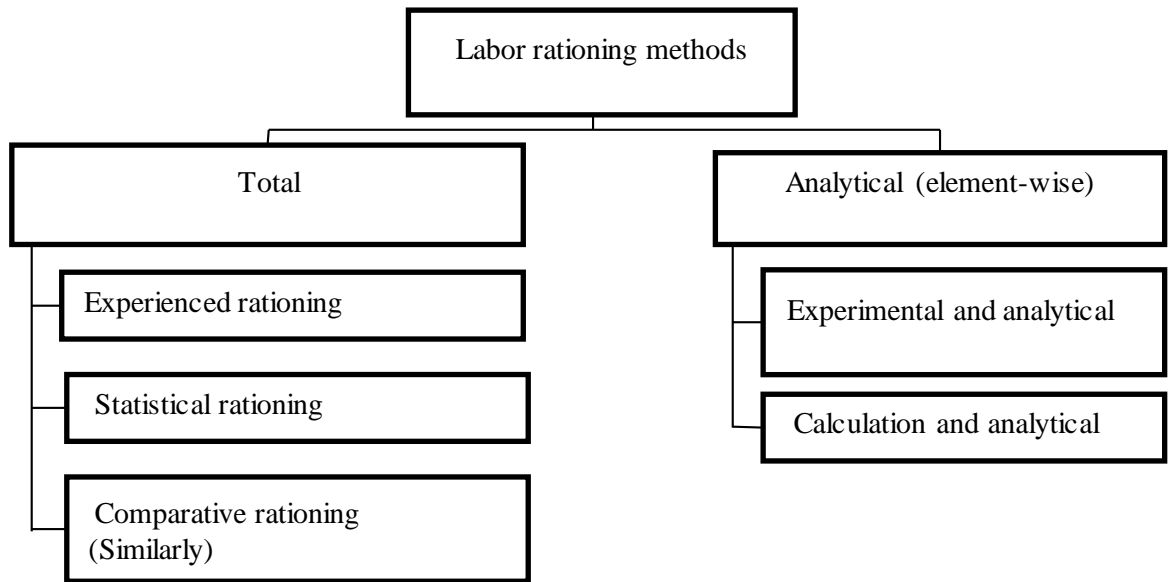 Labor rationing methods
Total
Analytical (element-wise)
Experienced rationing
Experimental and analytical
Statistical rationing
Calculation and analytical
Comparative rationing
(Similarly)